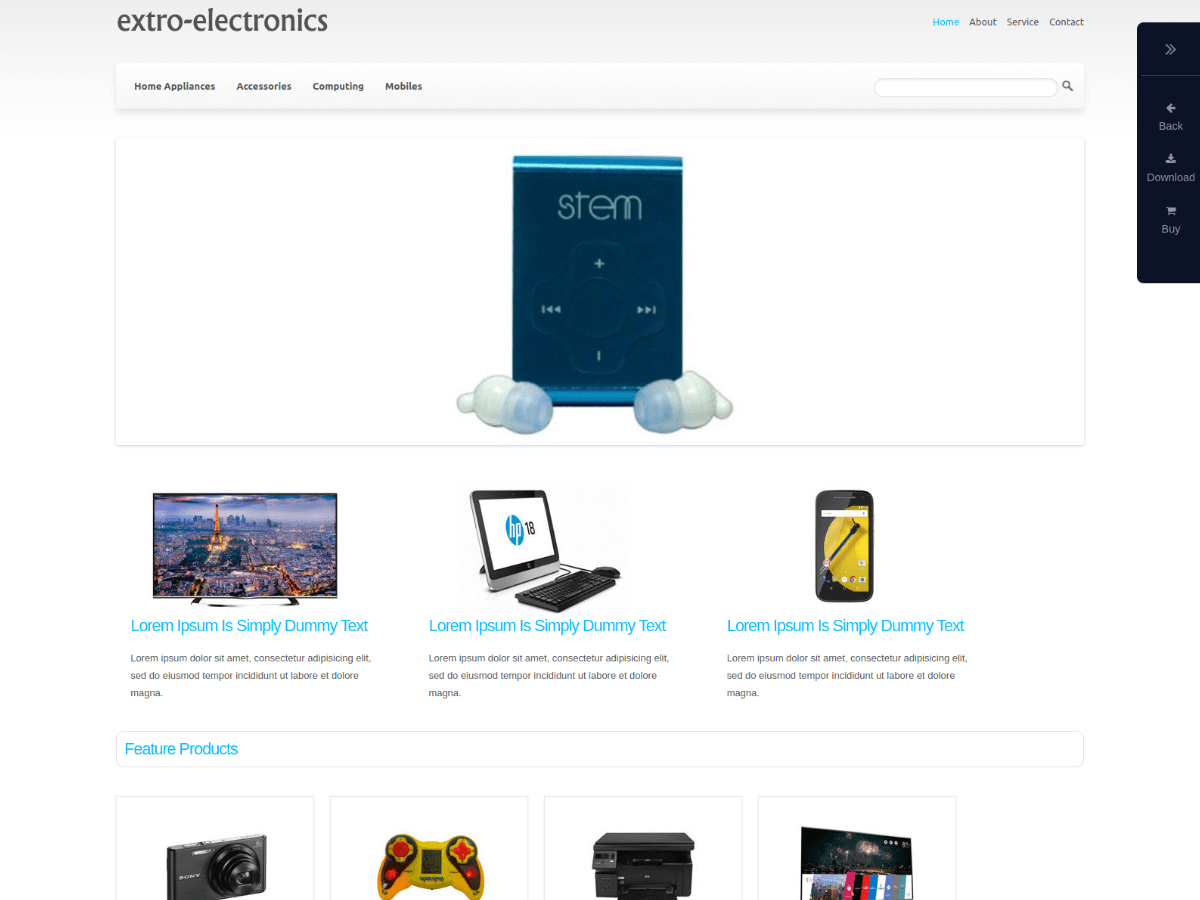 extro-electronics
Home About Service Contact
Home Appliances Accessories Computing Mobiles
Back
Download
Buy
stem
hp 18
Lorem Ipsum Is Simply Dummy Text
Lorem ipsum dolor sit amet, consectetur adipisicing elit,
sed do eiusmod tempor incididunt ut labore et dolore
magna.
Lorem Ipsum Is Simply Dummy Text
Lorem ipsum dolor sit amet, consectetur adipisicing elit,
sed do eiusmod tempor incididunt ut labore et dolore
magna.
Lorem Ipsum Is Simply Dummy Text
Lorem ipsum dolor sit amet, consectetur adipisicing elit,
sed do eiusmod tempor incididunt ut labore et dolore
magna.
Feature Products
SONY